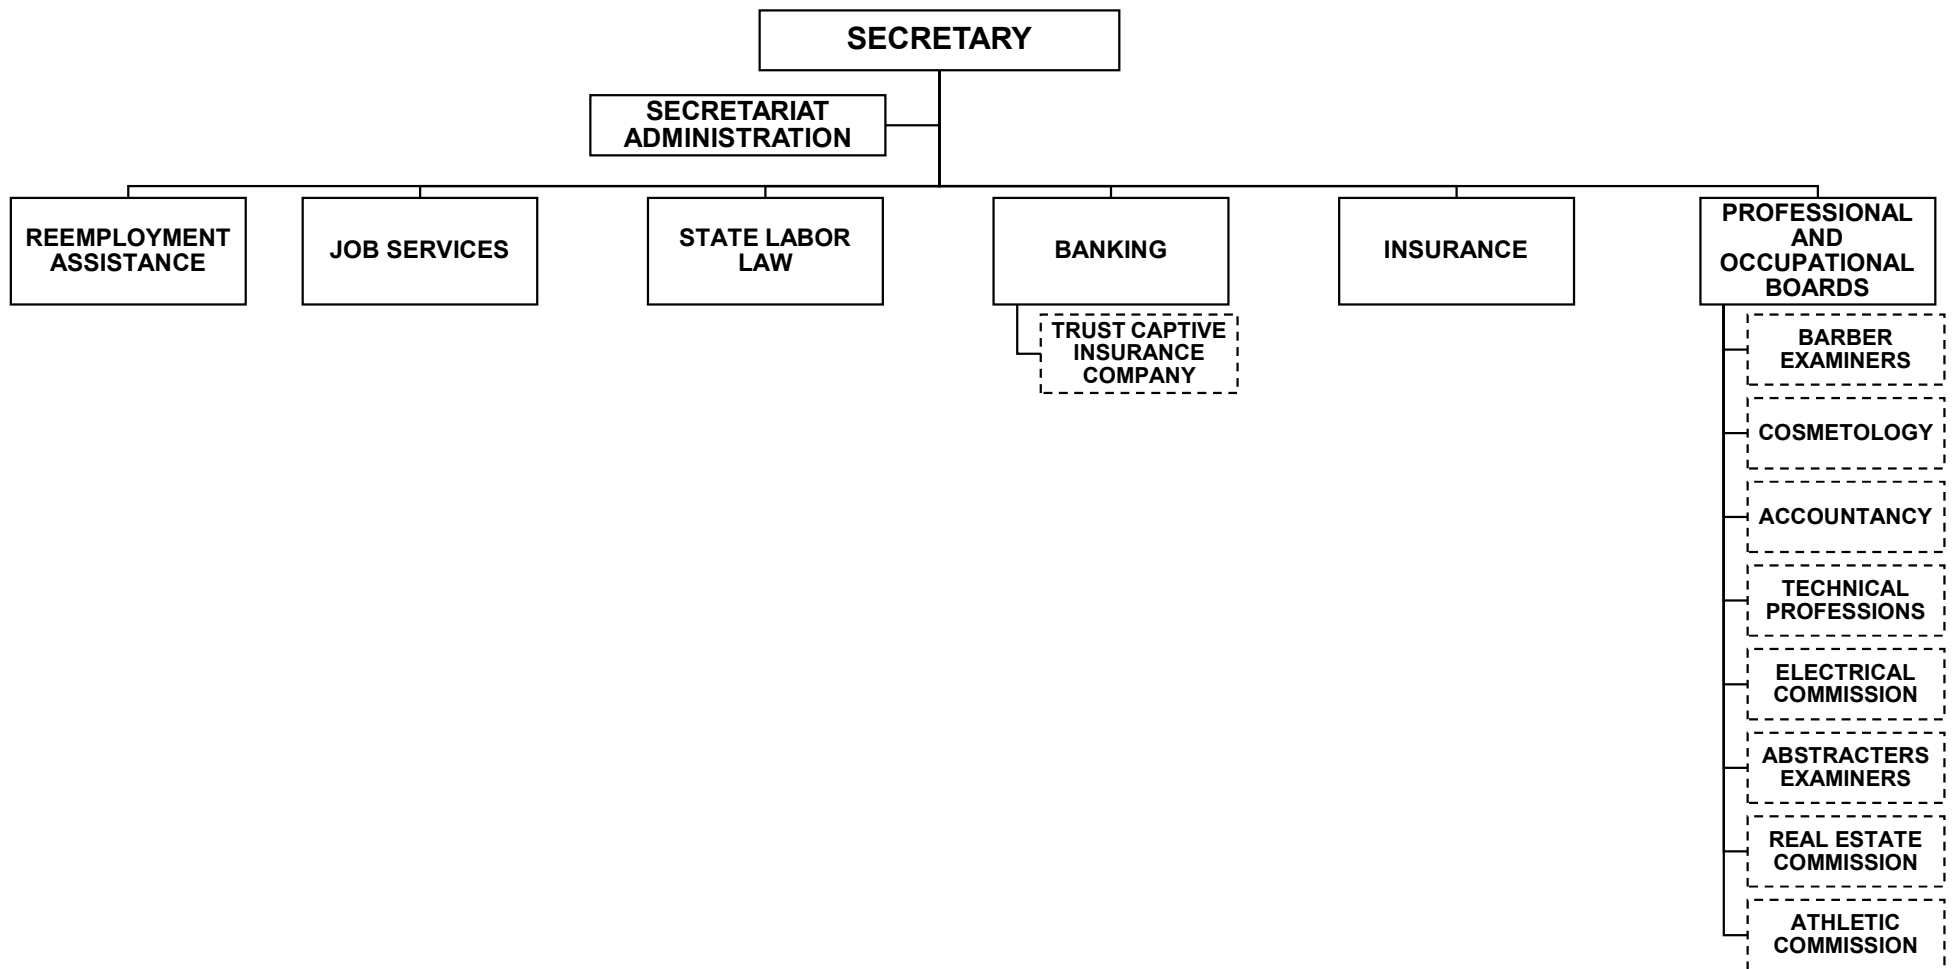 SECRETARY
SECRETARIAT
ADMINISTRATION
REEMPLOYMENT
ASSISTANCE
JOB SERVICES
STATE LABOR
LAW
BANKING
INSURANCE
PROFESSIONAL
AND
OCCUPATIONAL
BOARDS
TRUST CAPTIVE
INSURANCE
COMPANY
BARBER
EXAMINERS
COSMETOLOGY
ACCOUNTANCY
TECHNICAL
PROFESSIONS
ELECTRICAL
COMMISSION
ABSTRACTERS
EXAMINERS
REAL ESTATE
COMMISSION
ATHLETIC
COMMISSION